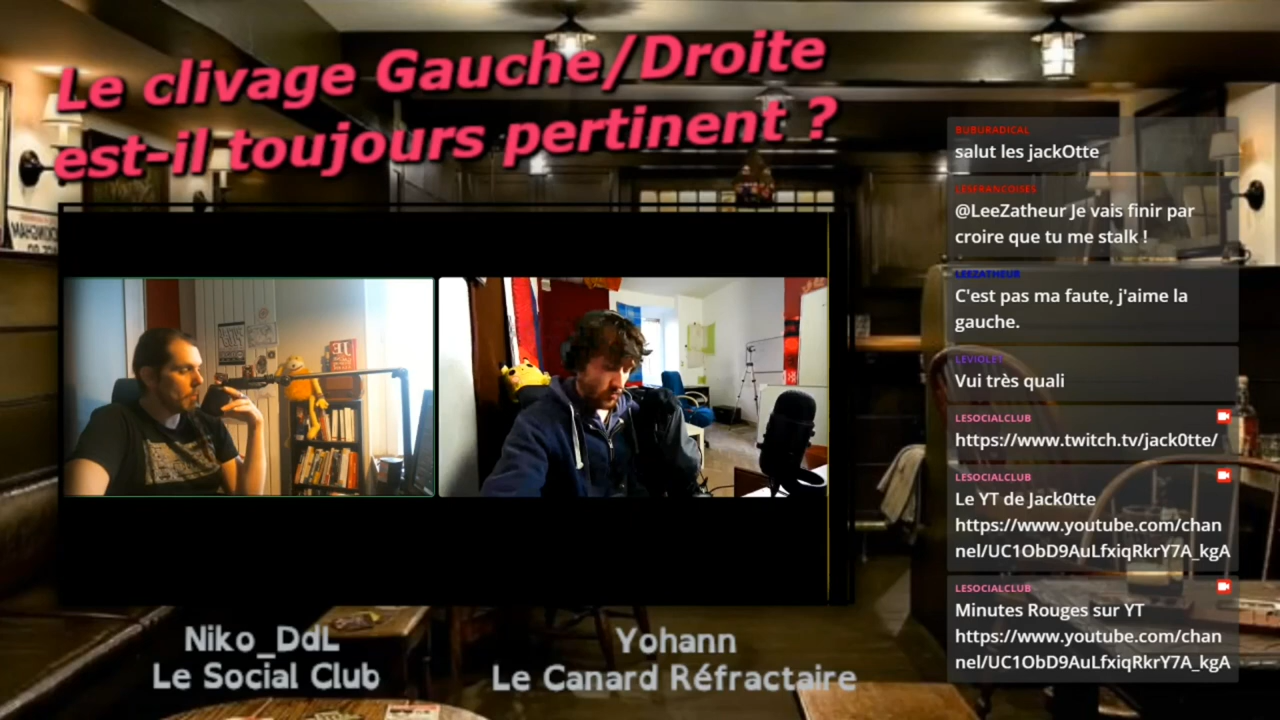 Le clivage Gauche/Droite
est-il toujours pertinent ?
BUBURADICAL
salut les jackOtte
LESFRANCOISES
@LeeZatheur Je vais finir par
croire que tu me stalk !
LEEZATHEUR
C'est pas ma faute, j'aime la
gauche.
LEVIOLET
Vui très quali
LESOCIALCLUB
https://www.twitch.tv/jack0tte/
LESOCIALCLUB
Le YT de Jack0tte
https://www.youtube.com/chan
nel/UC1ObD9AuLfxiqRkrY7A_kgA
LESOCIALCLUB
Minutes Rouges sur YT
https://www.youtube.com/chan
nel/UC1ObD9AuLfxiqRkrY7A_kgA
Niko_DdL
Le Social Club
Yohann
Le Canard Réfractaire